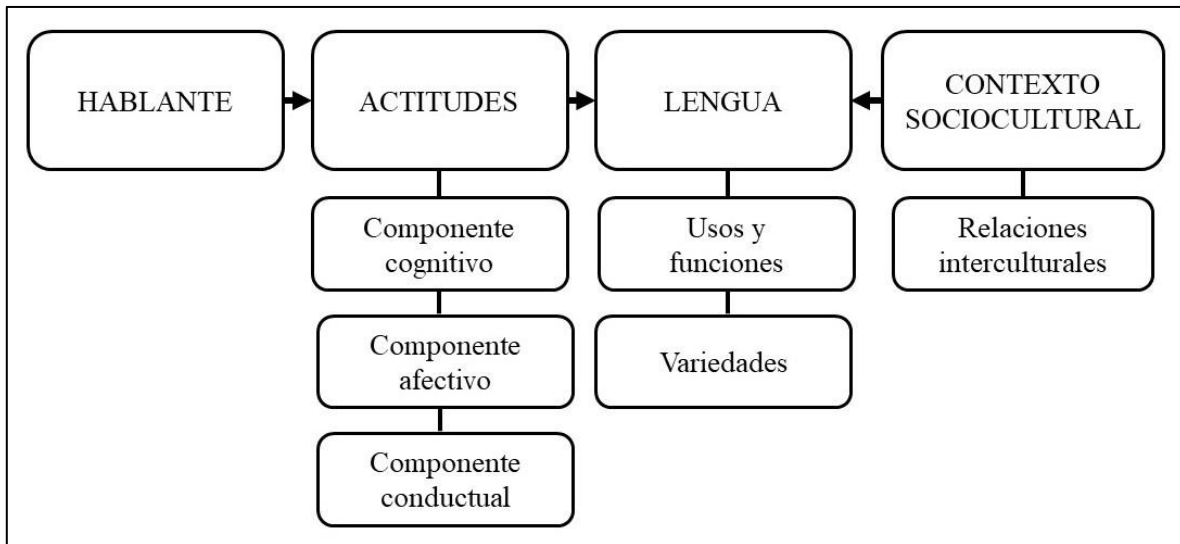 HABLANTE
ACTITUDES
LENGUA
CONTEXTO
SOCIOCULTURAL
Componente
cognitivo
Usos y
funciones
Relaciones
interculturales
Componente
afectivo
Variedades
Componente
conductual